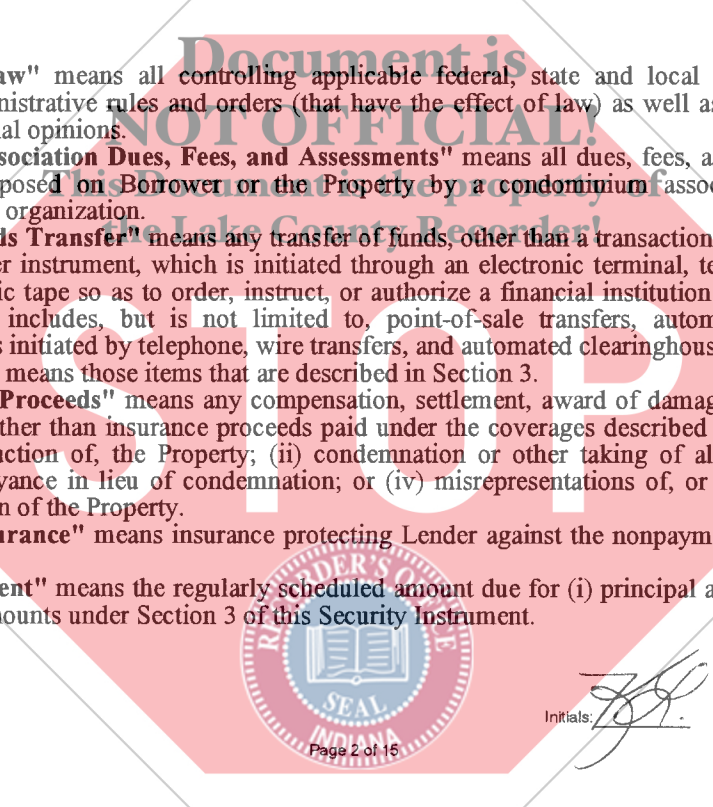 Document is
aw" means all controlling applicable federal, state and local
nistrative rules and orders (that have the effect of law) as well as
al opinions.
NOT OFFICIAL!
sociation Dues, Fees, and Assessments" means all dues, fees, a
posed on Borrower or the Property by a condominium assoc
This Document is the property of
organization.
the Lake County Recorder!
ds Transfer" means any transfer of funds, other than a transaction
er instrument, which is initiated through an electronic terminal, te
ic tape so as to order, instruct, or authorize a financial institution
includes, but is not limited to, point-of-sale transfers, autom
s initiated by telephone, wire transfers, and automated clearinghous
means those items that are described in Section 3.
STOP
Proceeds" means any compensation, settlement, award of damag
ther than insurance proceeds paid under the coverages described
action of, the Property; (ii) condemnation or other taking of al
yance in lieu of condemnation; or (iv) misrepresentations of, or
n of the Property.
urance" means insurance protecting Lender against the nonpaym
ent" means the regularly scheduled amount due for (i) principal a
ounts under Section 3 of this Security Instrument.
RECORDER'S OFFICE
SEAL
INDIANA
Initials:
Page 2 of 15